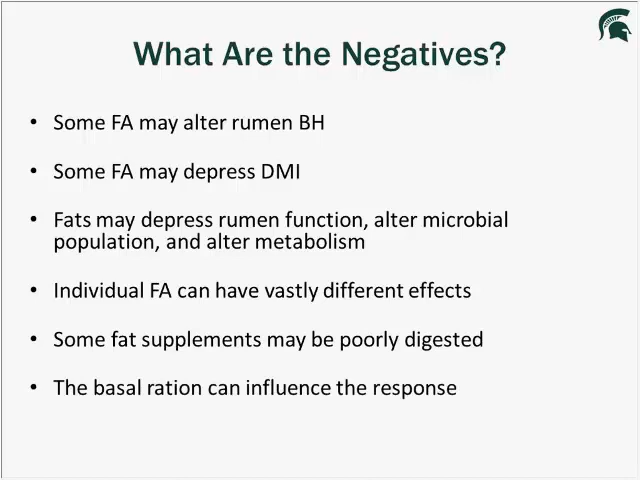 What Are the Negatives?
• Some FA may alter rumen BH
• Some FA may depress DMI
• Fats may depress rumen function, alter microbial
population, and alter metabolism
• Individual FA can have vastly different effects
• Some fat supplements may be poorly digested
• The basal ration can influence the response